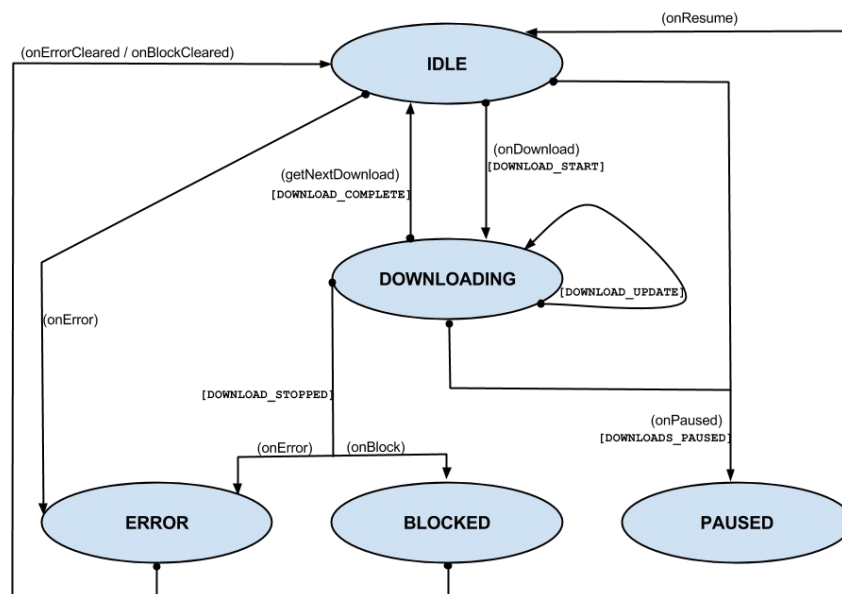 (onResume)
(onErrorCleared / onBlockCleared)
IDLE
(onDownload)
[DOWNLOAD_START]
(getNextDownload)
[DOWNLOAD_COMPLETE]
DOWNLOADING
[DOWNLOAD_UPDATE]
(onError)
[DOWNLOAD_STOPPED]
(onPaused)
[DOWNLOADS_PAUSED]
(onError)
(onBlock)
ERROR
BLOCKED
PAUSED